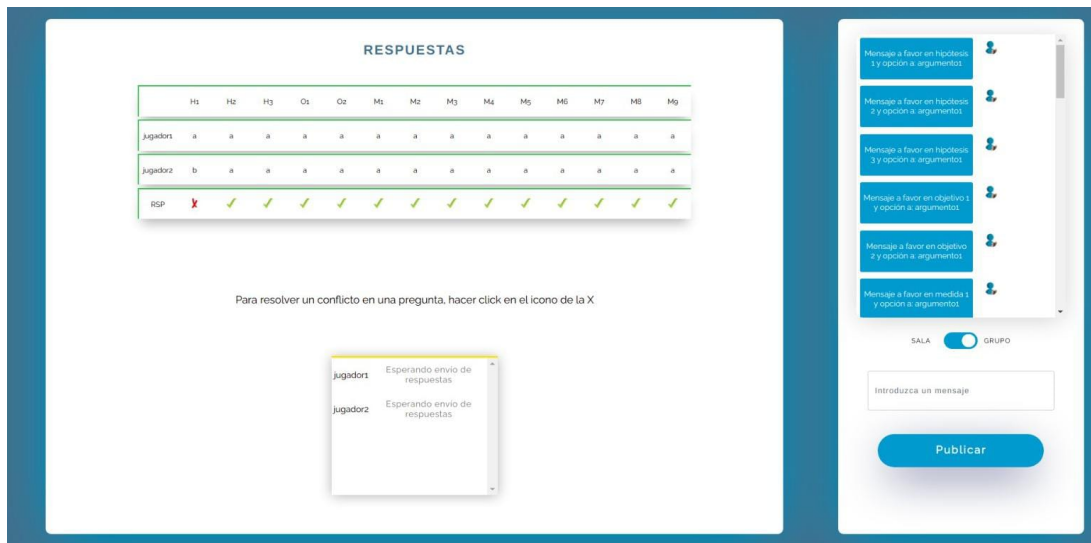 RESPUESTAS
H1 H2 H3 O1 O2 M1 M2 M3 M4 M5 M6 M7 M8 M9
jugador1 a a a a a a a a a a a a a a
jugador2 b a a a a a a a a a a a a a
RSP
Para resolver un conflicto en una pregunta, hacer click en el icono de la X
jugador1 Esperando envío de
respuestas
jugador2 Esperando envío de
respuestas
Mensaje a favor en hipótesis
1 y opción a: argumento1
Mensaje a favor en hipótesis
2 y opción a: argumento1
Mensaje a favor en hipótesis
3 y opción a: argumento1
Mensaje a favor en objetivo 1
y opción a: argumento1
Mensaje a favor en objetivo
2 y opción a: argumento1
Mensaje a favor en medida 1
y opción a: argumento1
SALA GRUPO
Introduzca un mensaje
Publicar